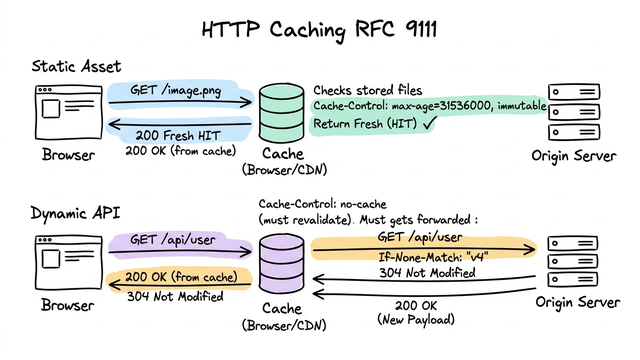 HTTP Caching RFC 9111
Static Asset
GET /image.png
200 Fresh HIT
200 OK (from cache)
Browser
Cache
(Browser/CDN)
Checks stored files
Cache-Control: max-age=31536000, immutable
Return Fresh (HIT) ✓
Origin Server
Dynamic API
GET /api/user
200 OK (from cache)
304 Not Modified
Browser
Cache-Control: no-cache
(must revalidate). Must gets forwarded :
Cache
(Browser/CDN)
GET /api/user
If-None-Match: "v4"
304 Not Modified
200 OK
(New Payload)
Origin Server